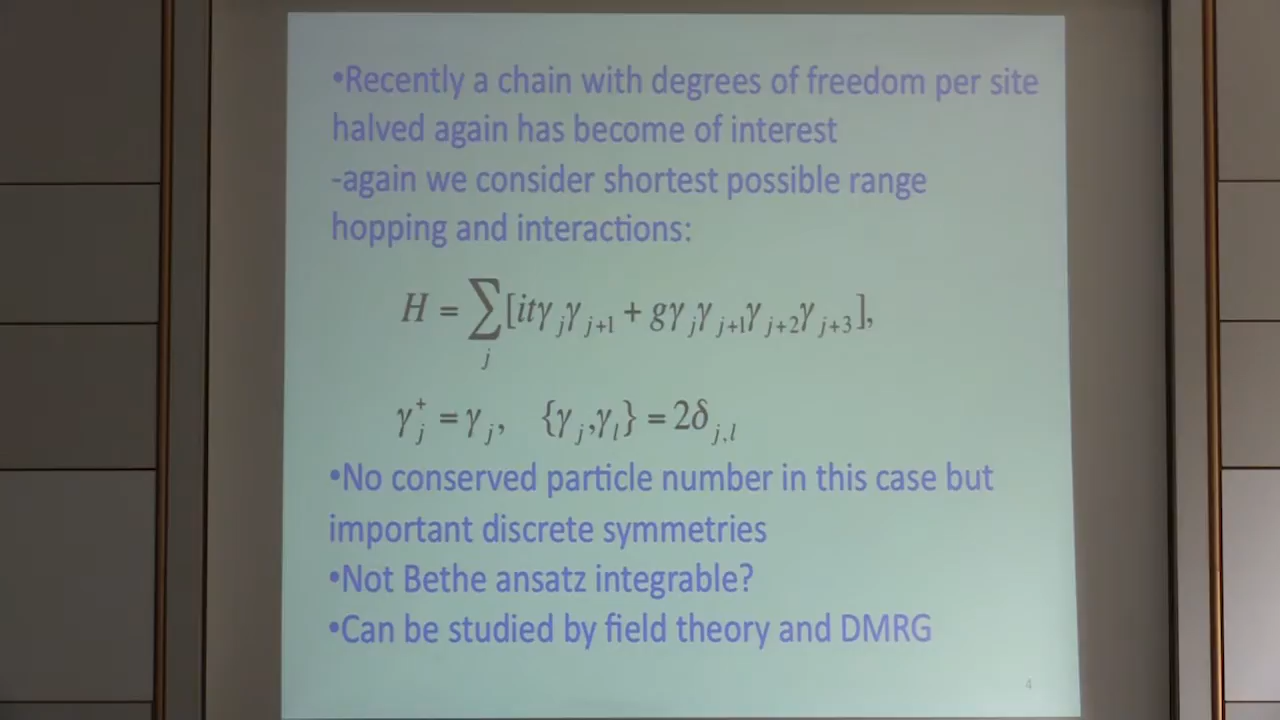 •Recently a chain with degrees of freedom per site
halved again has become of interest
-again we consider shortest possible range
hopping and interactions:
H = ∑_j [itγ_jγ_{j+1} + gγ_jγ_{j+1}γ_{j+2}γ_{j+3}],
γ_j^+ = γ_j,   {γ_j,γ_l} = 2δ_{j,l}
•No conserved particle number in this case but
important discrete symmetries
•Not Bethe ansatz integrable?
•Can be studied by field theory and DMRG
4